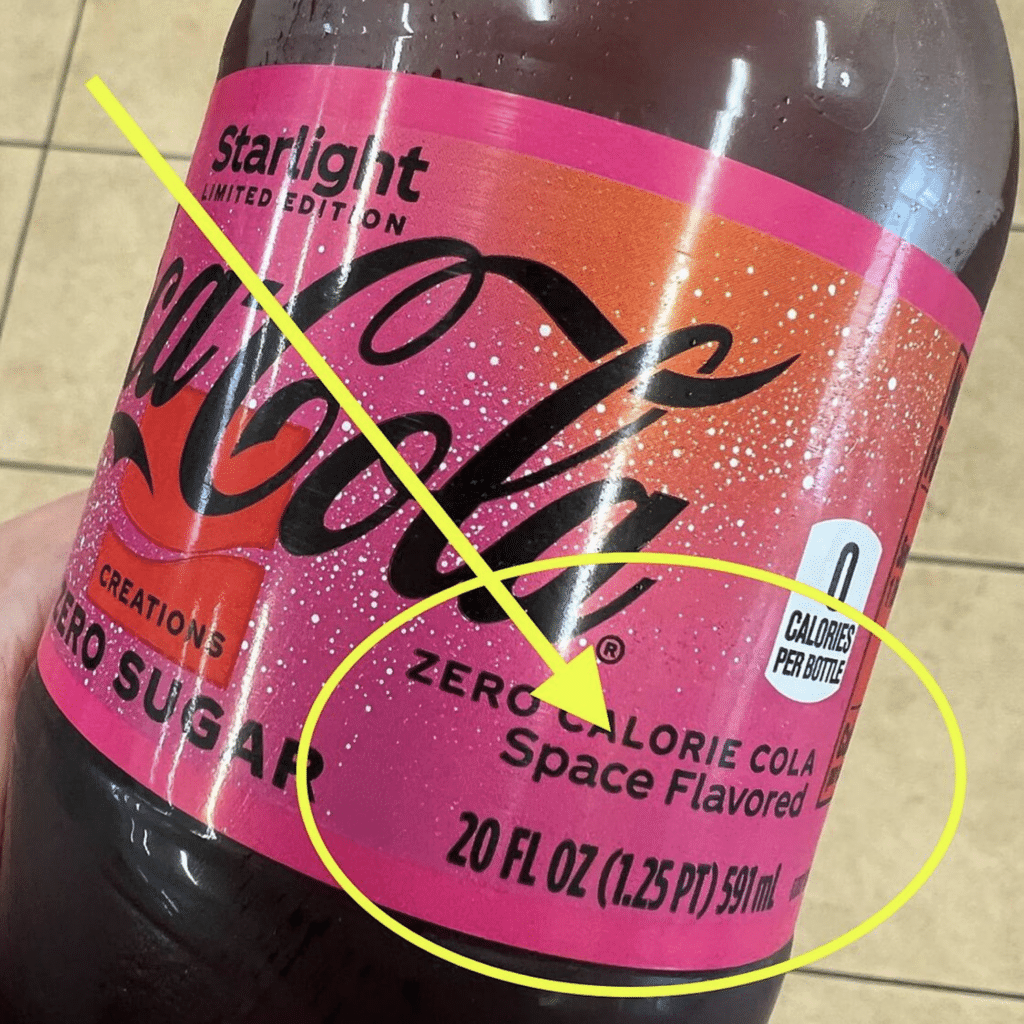 Starlight
LIMITED EDITION
ca Cola
®
CREATIONS
ZERO SUGAR
0
CALORIES
PER BOTTLE
ZERO CALORIE COLA
Space Flavored
20 FL OZ (1.25 PT) 591 mL